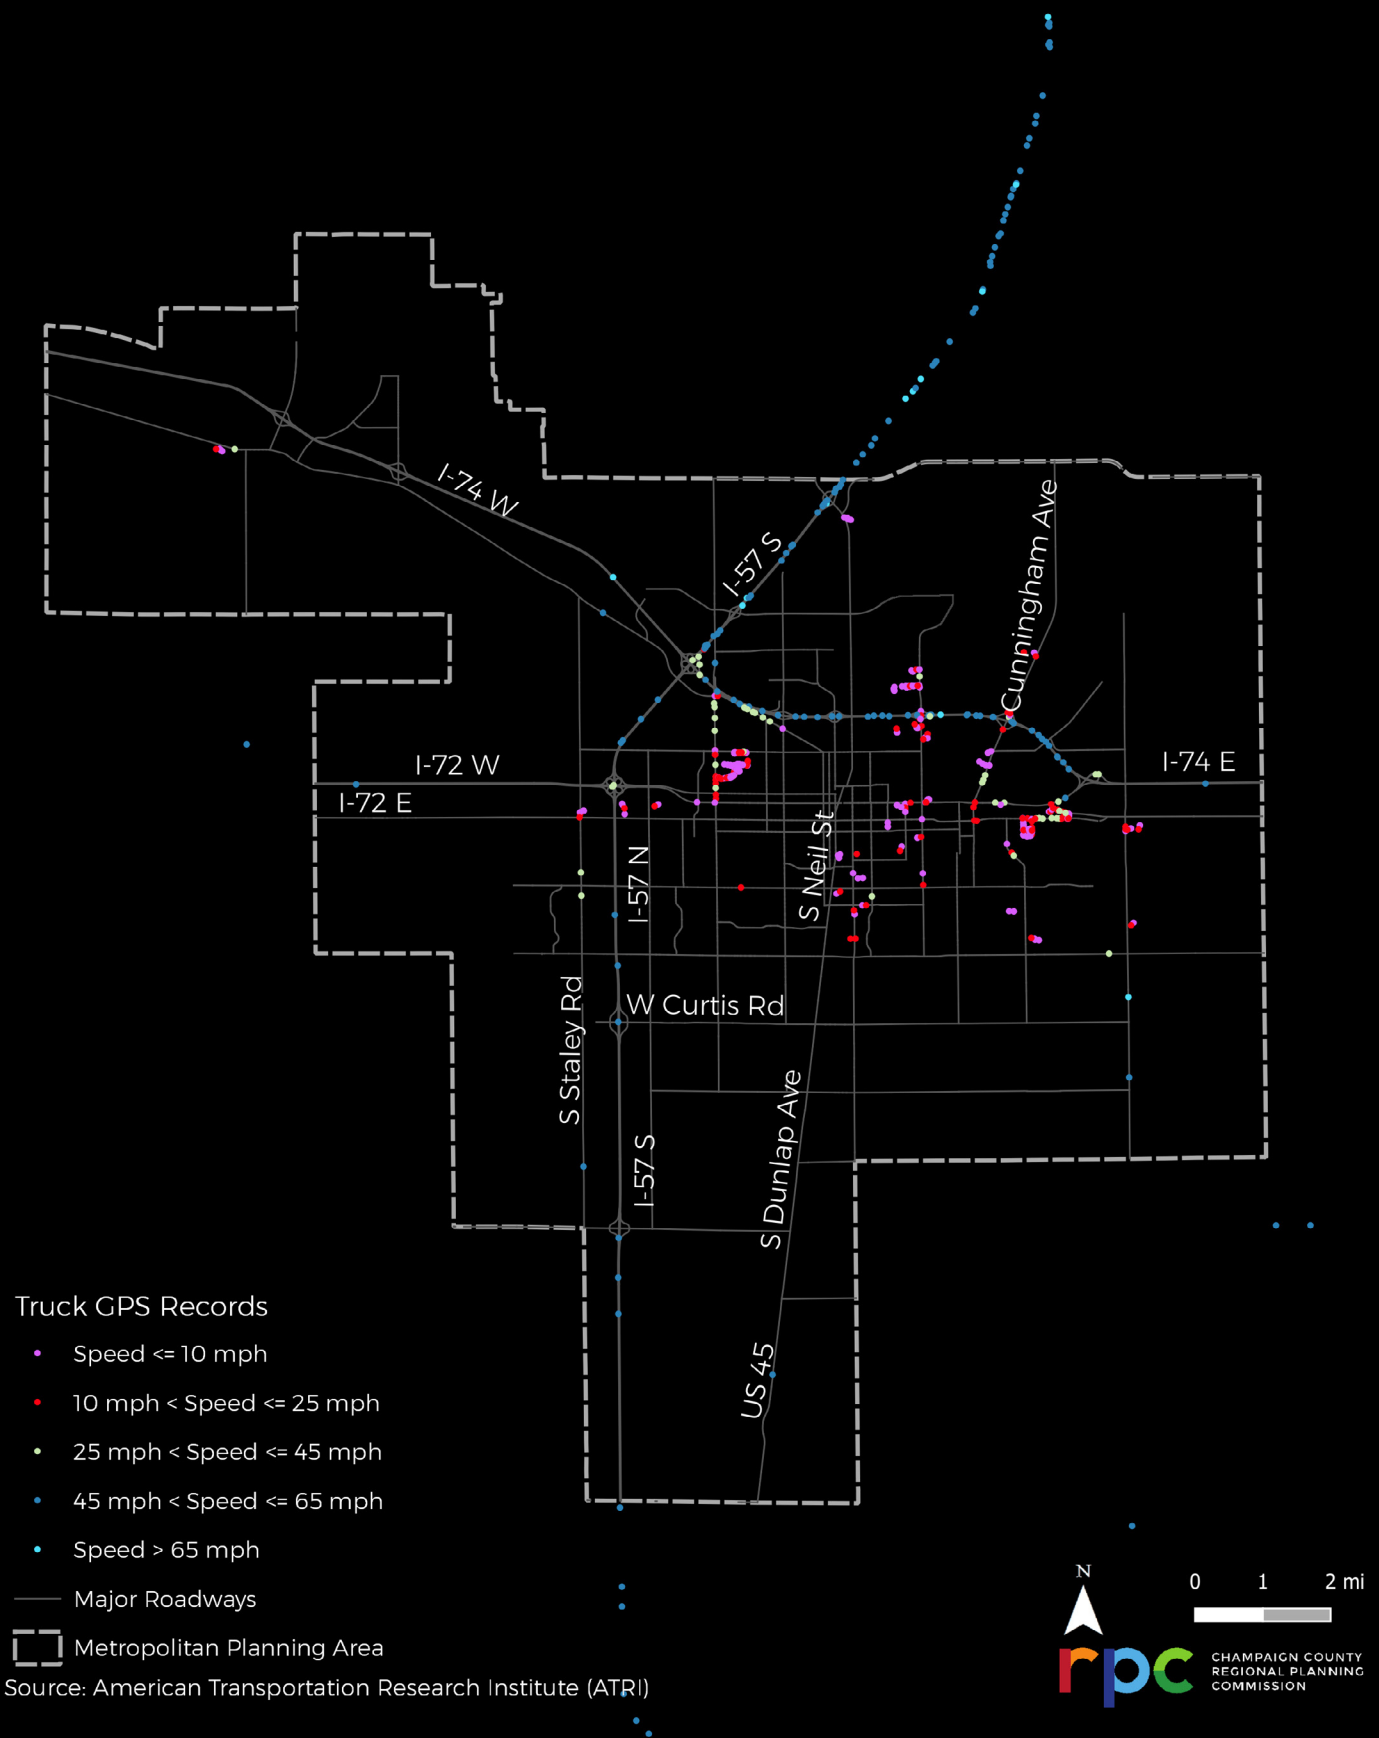 I-74 W
I-57 S
Cunningham Ave
I-72 W
I-74 E
I-72 E
S Neil St
I-57 N
S Staley Rd
W Curtis Rd
S Dunlap Ave
I-57 S
US 45
Truck GPS Records
Speed <= 10 mph
10 mph < Speed <= 25 mph
25 mph < Speed <= 45 mph
45 mph < Speed <= 65 mph
Speed > 65 mph
Major Roadways
Metropolitan Planning Area
Source: American Transportation Research Institute (ATRI)
N
0 1 2 mi
rpc
CHAMPAIGN COUNTY
REGIONAL PLANNING
COMMISSION